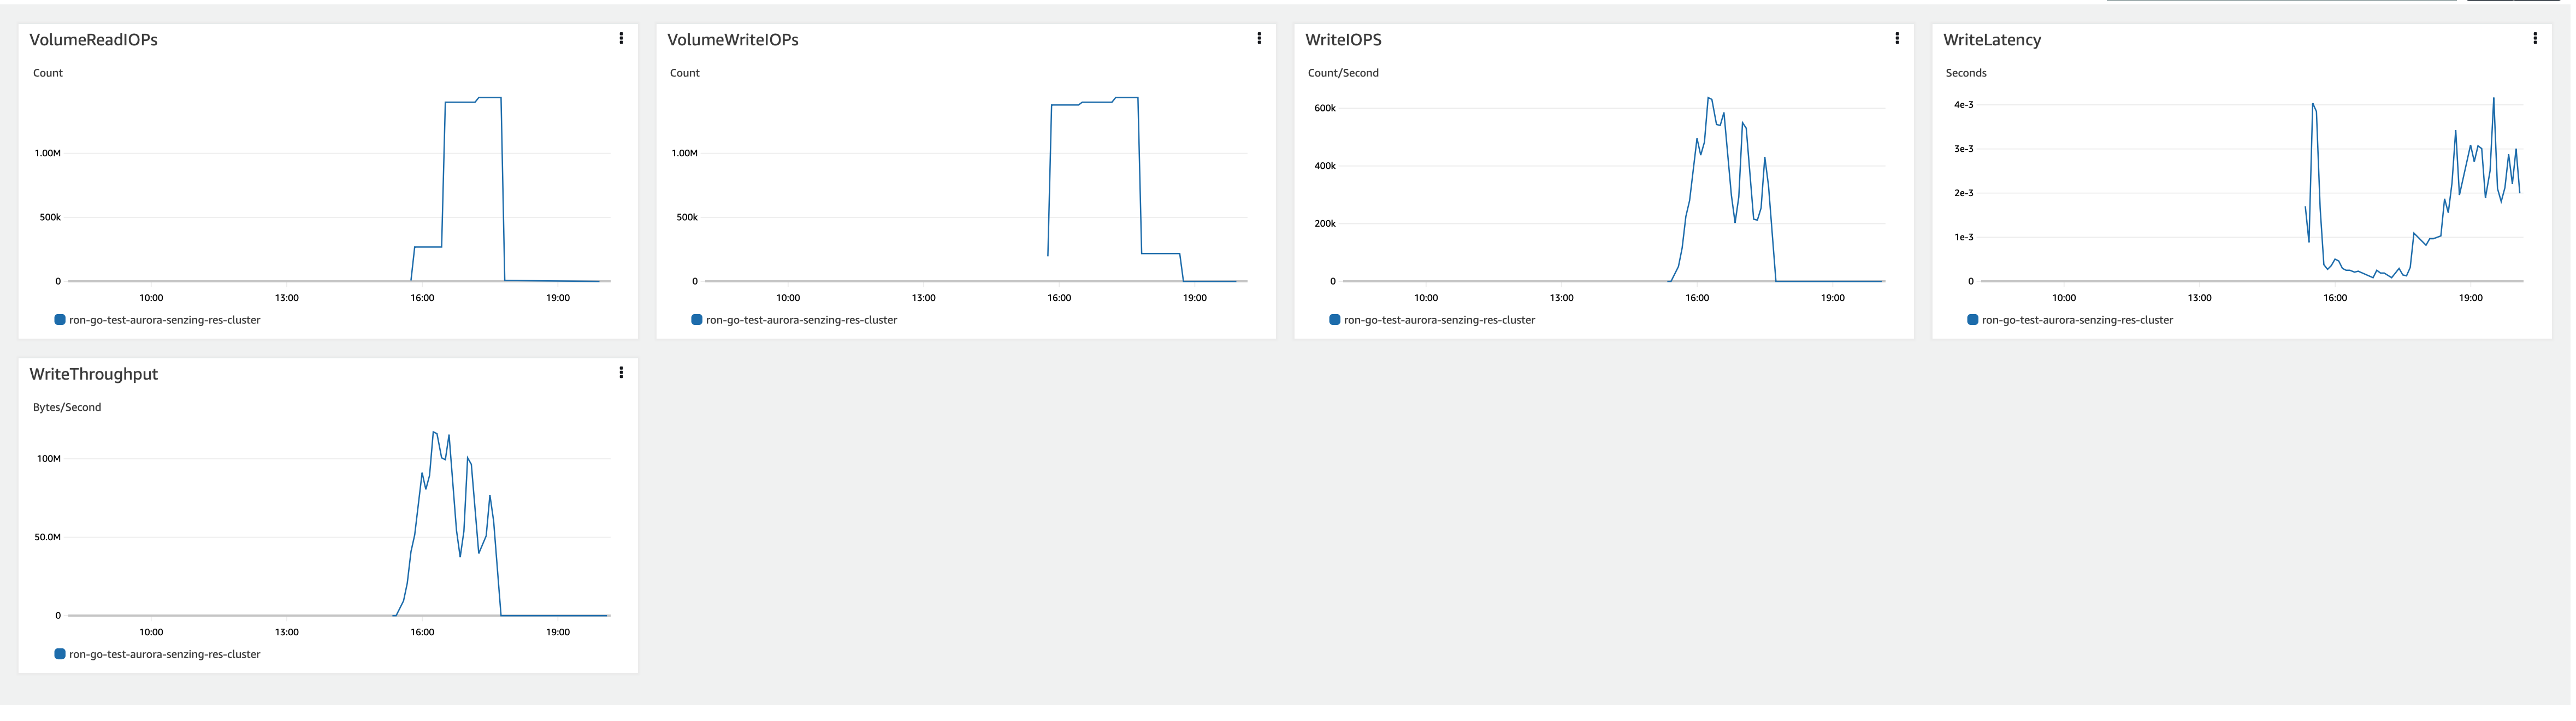 VolumeReadIOPs
Count
1.00M
500k
0
10:00 13:00 16:00 19:00
ron-go-test-aurora-senzing-res-cluster
VolumeWriteIOPs
Count
1.00M
500k
0
10:00 13:00 16:00 19:00
ron-go-test-aurora-senzing-res-cluster
WriteIOPS
Count/Second
600k
400k
200k
0
10:00 13:00 16:00 19:00
ron-go-test-aurora-senzing-res-cluster
WriteLatency
Seconds
4e-3
3e-3
2e-3
1e-3
0
10:00 13:00 16:00 19:00
ron-go-test-aurora-senzing-res-cluster
WriteThroughput
Bytes/Second
100M
50.0M
0
10:00 13:00 16:00 19:00
ron-go-test-aurora-senzing-res-cluster